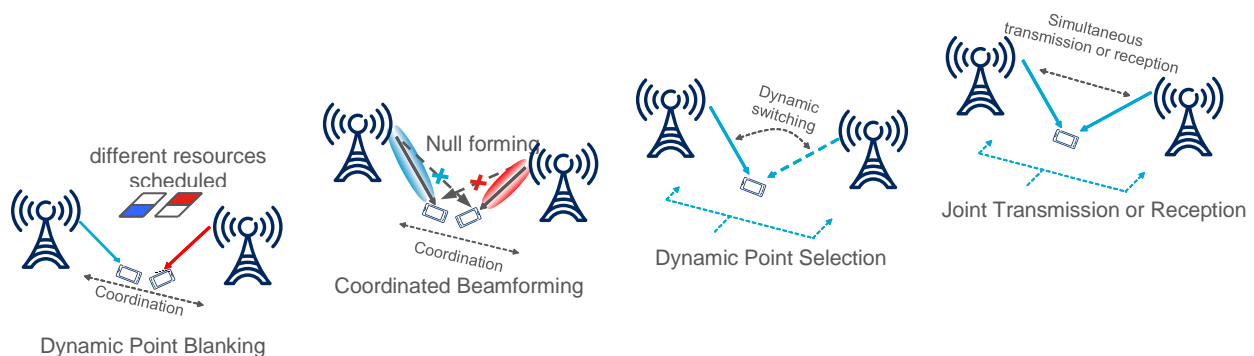 different resources
scheduled
Coordination
Dynamic Point Blanking
Null forming
Coordination
Coordinated Beamforming
Dynamic
switching
Dynamic Point Selection
Simultaneous
transmission or reception
Joint Transmission or Reception